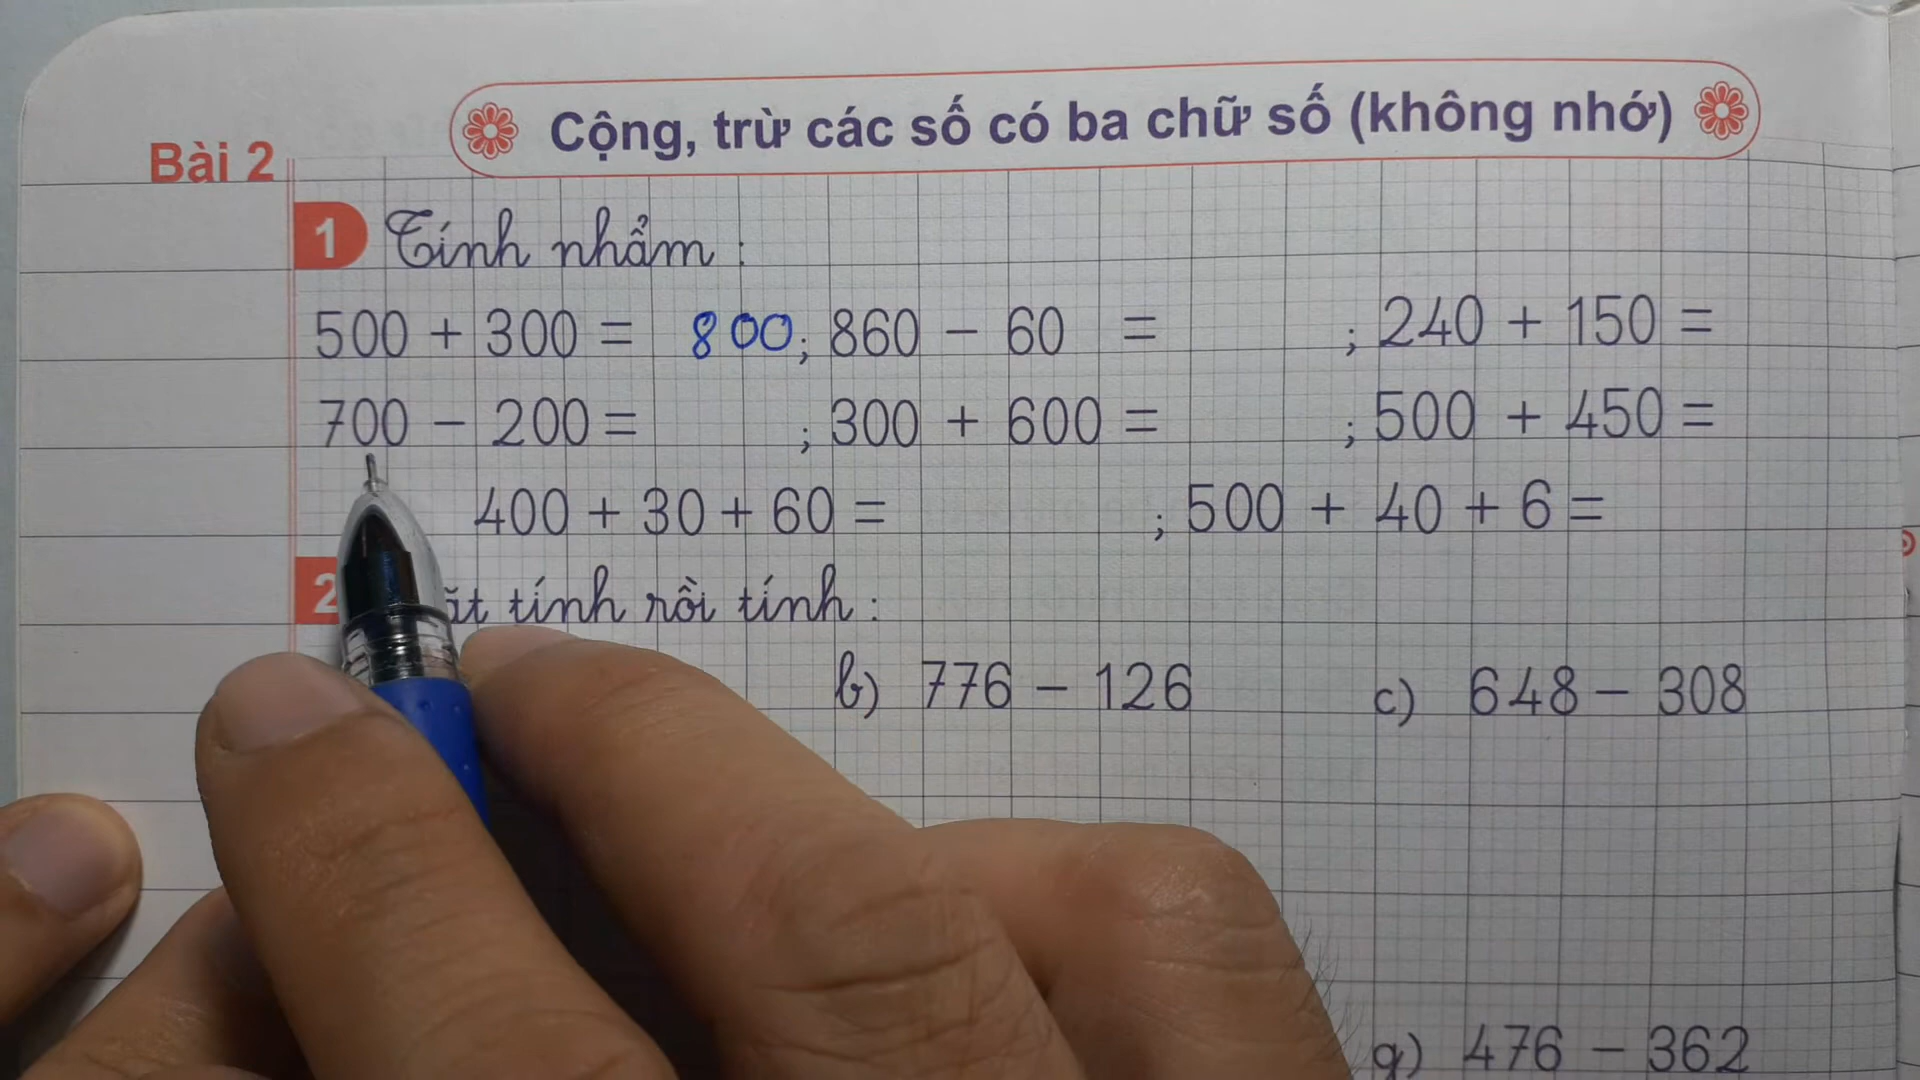 Cộng, trừ các số có ba chữ số (không nhớ)
Bài 2
1 Tính nhẩm :
500 + 300 = 800 ; 860 - 60 = ; 240 + 150 =
700 - 200 = ; 300 + 600 = ; 500 + 450 =
400 + 30 + 60 = ; 500 + 40 + 6 =
2 tính rồi tính :
b) 776 - 126 c) 648 - 308
g) 476 - 362